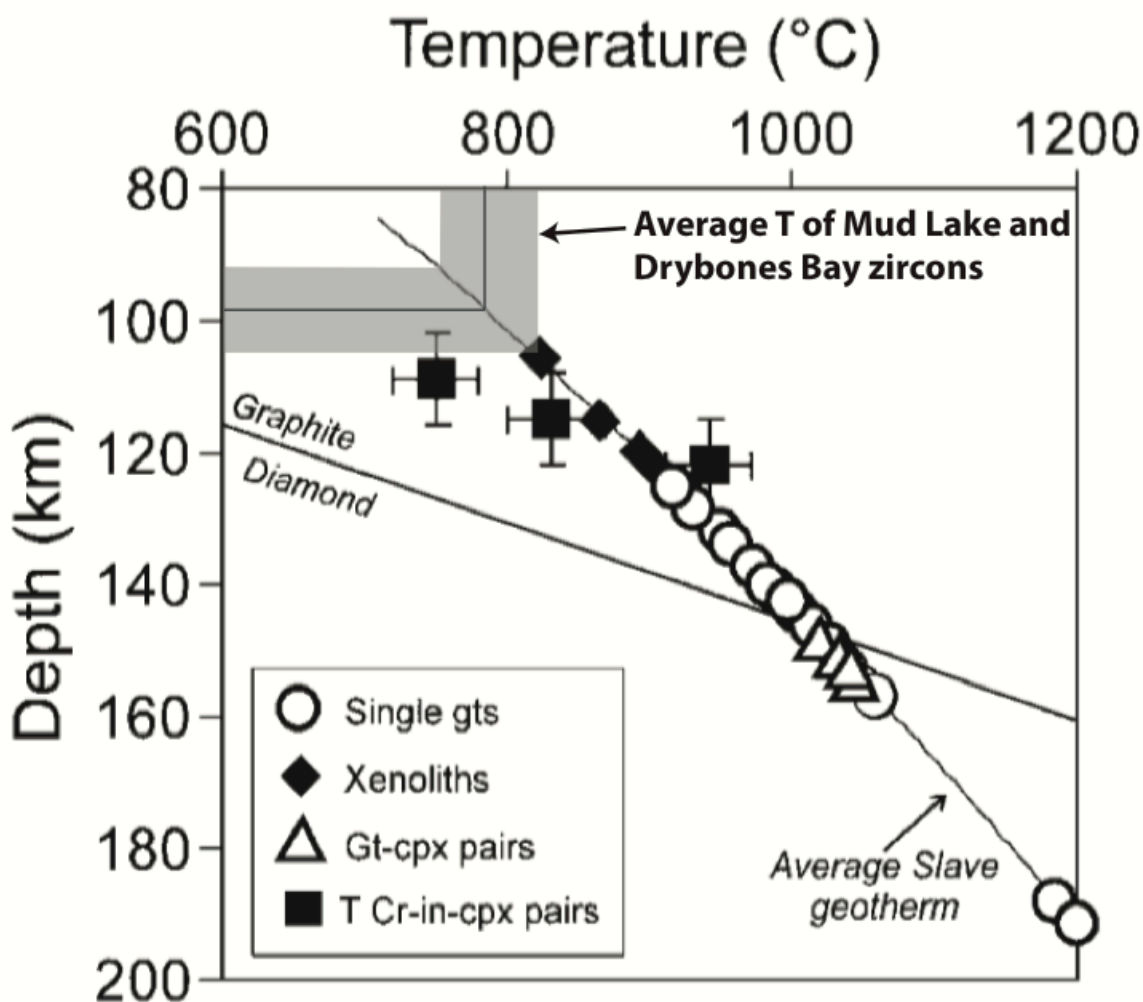 Temperature (°C)
600 800 1000 1200
80
Average T of Mud Lake and
Drybones Bay zircons
100
Graphite
Diamond
120
Depth (km)
140
160
Single gts
Xenoliths
Gt-cpx pairs
T Cr-in-cpx pairs
180
Average Slave
geotherm
200